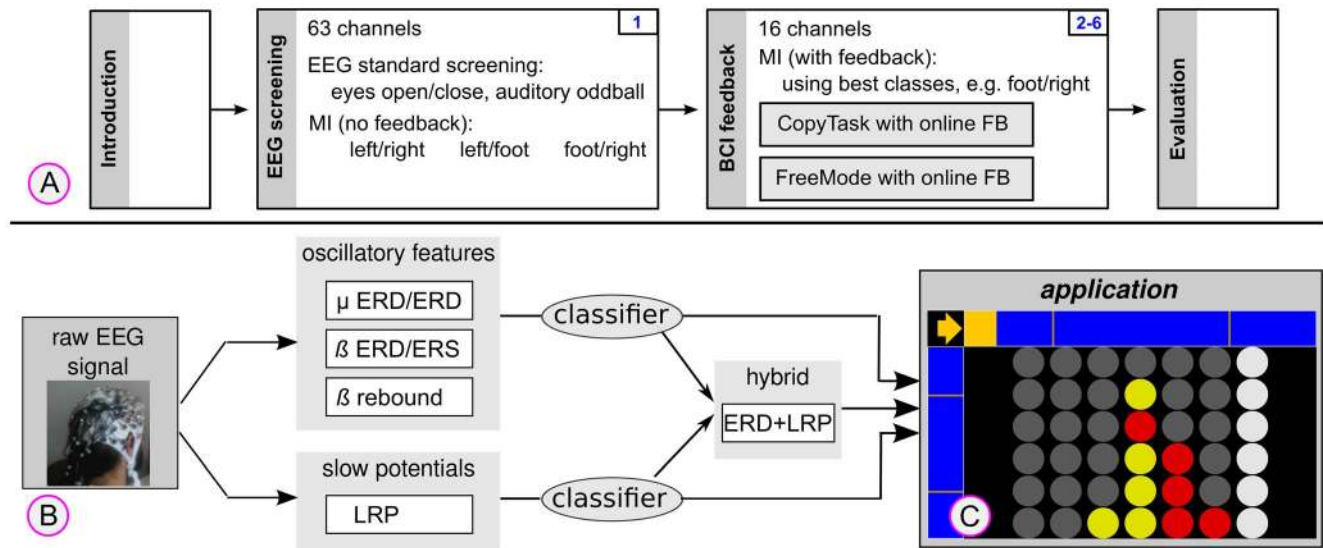 Introduction
EEG screening
1
63 channels
EEG standard screening:
eyes open/close, auditory oddball
MI (no feedback):
left/right left/foot foot/right
BCI feedback
2-6
16 channels
MI (with feedback):
using best classes, e.g. foot/right
CopyTask with online FB
FreeMode with online FB
Evaluation
A
raw EEG
signal
B
oscillatory features
µ ERD/ERD
ß ERD/ERS
ß rebound
slow potentials
LRP
classifier
classifier
hybrid
ERD+LRP
application
C